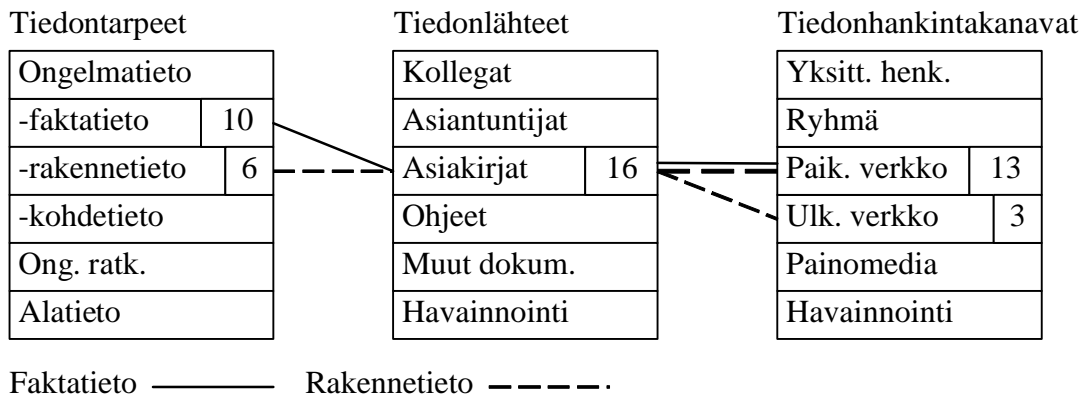 Tiedontarpeet Tiedonlähteet Tiedonhankintakanavat
Ongelmatieto Kollegat Yksitt. henk.
-faktatieto 10 Asiantuntijat Ryhmä
-rakennetieto 6 Asiakirjat 16 Paik. verkko 13
-kohdetieto Ohjeet Ulk. verkko 3
Ong. ratk. Muut dokum. Painomedia
Alatieto Havainnointi Havainnointi
Faktatieto Rakennetieto